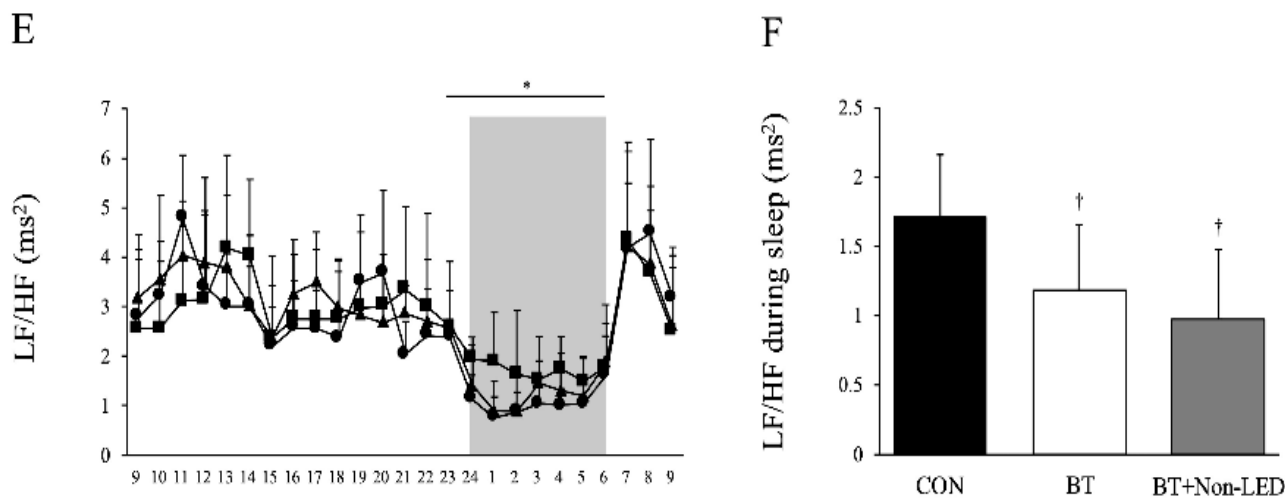 E
*
7
6
5
4
3
2
1
0
LF/HF (ms²)
9 10 11 12 13 14 15 16 17 18 19 20 21 22 23 24 1 2 3 4 5 6 7 8 9
F
2.5
2
1.5
1
0.5
0
LF/HF during sleep (ms²)
†
†
CON BT BT+Non-LED